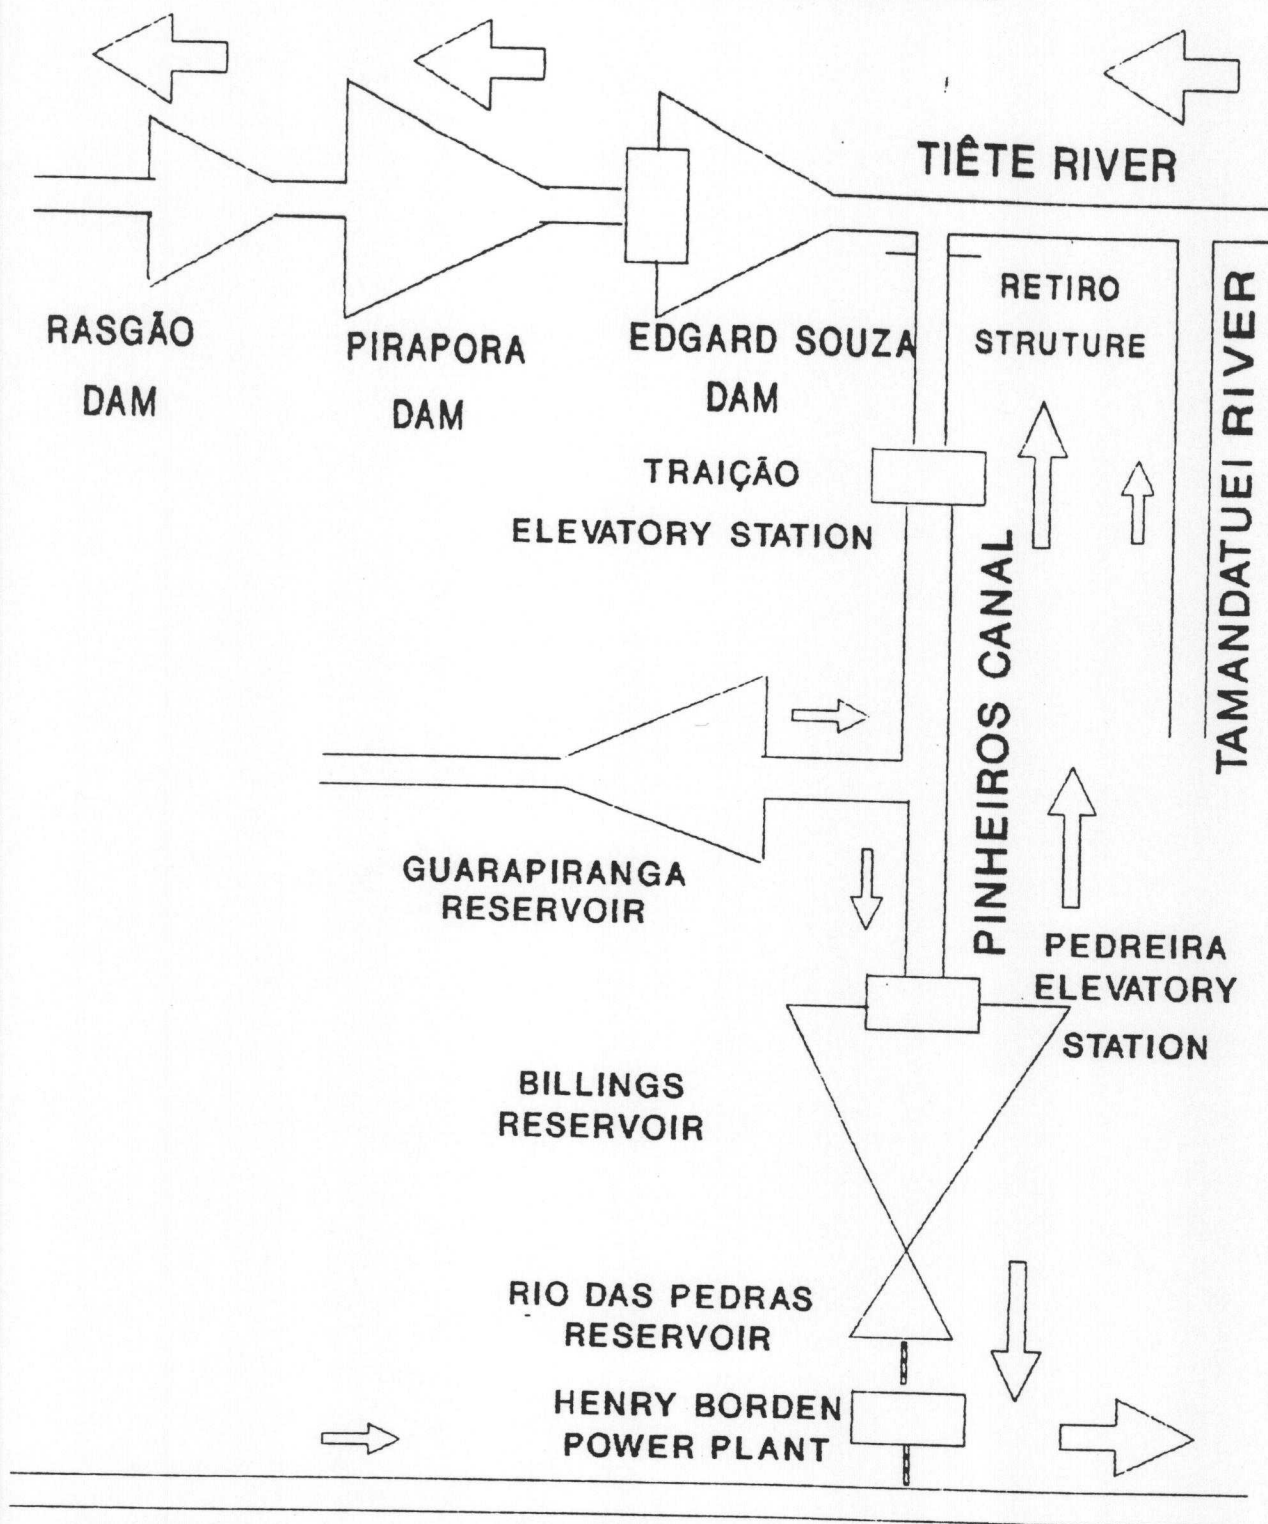 TIÊTE RIVER
RASGÃO
DAM
PIRAPORA
DAM
EDGARD SOUZA
DAM
RETIRO
STRUTURE
TAMANDATUEI RIVER
TRAIÇÃO
ELEVATORY STATION
PINHEIROS CANAL
GUARAPIRANGA
RESERVOIR
PEDREIRA
ELEVATORY
STATION
BILLINGS
RESERVOIR
RIO DAS PEDRAS
RESERVOIR
HENRY BORDEN
POWER PLANT